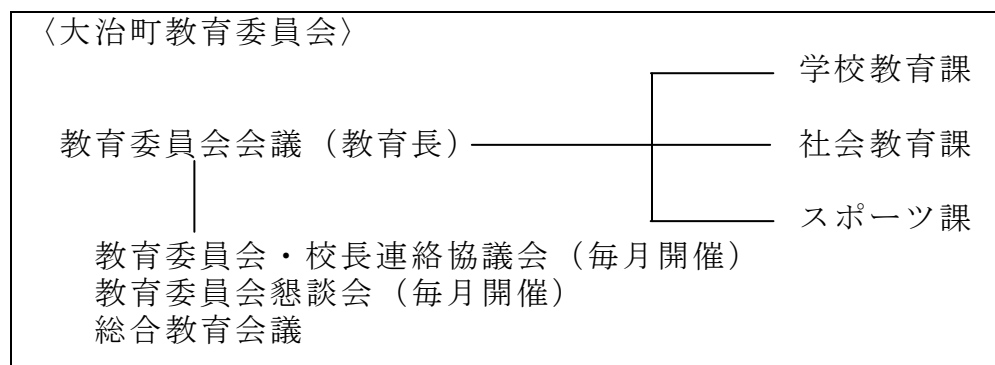 〈大治町教育委員会〉
学校教育課
教育委員会会議（教育長）
社会教育課
スポーツ課
教育委員会・校長連絡協議会（毎月開催）
教育委員会懇談会（毎月開催）
総合教育会議